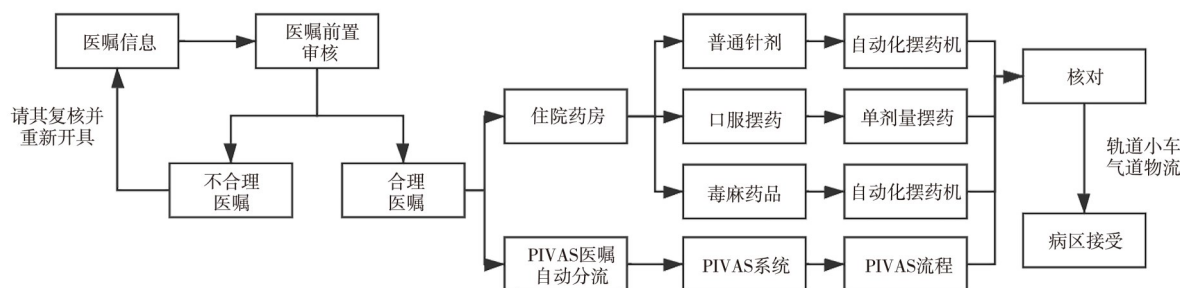 医嘱信息
医嘱前置
审核
请其复核并
重新开具
不合理
医嘱
合理
医嘱
住院药房
普通针剂
自动化摆药机
口服摆药
单剂量摆药
毒麻药品
自动化摆药机
PIVAS医嘱
自动分流
PIVAS系统
PIVAS流程
核对
轨道小车
气道物流
病区接受